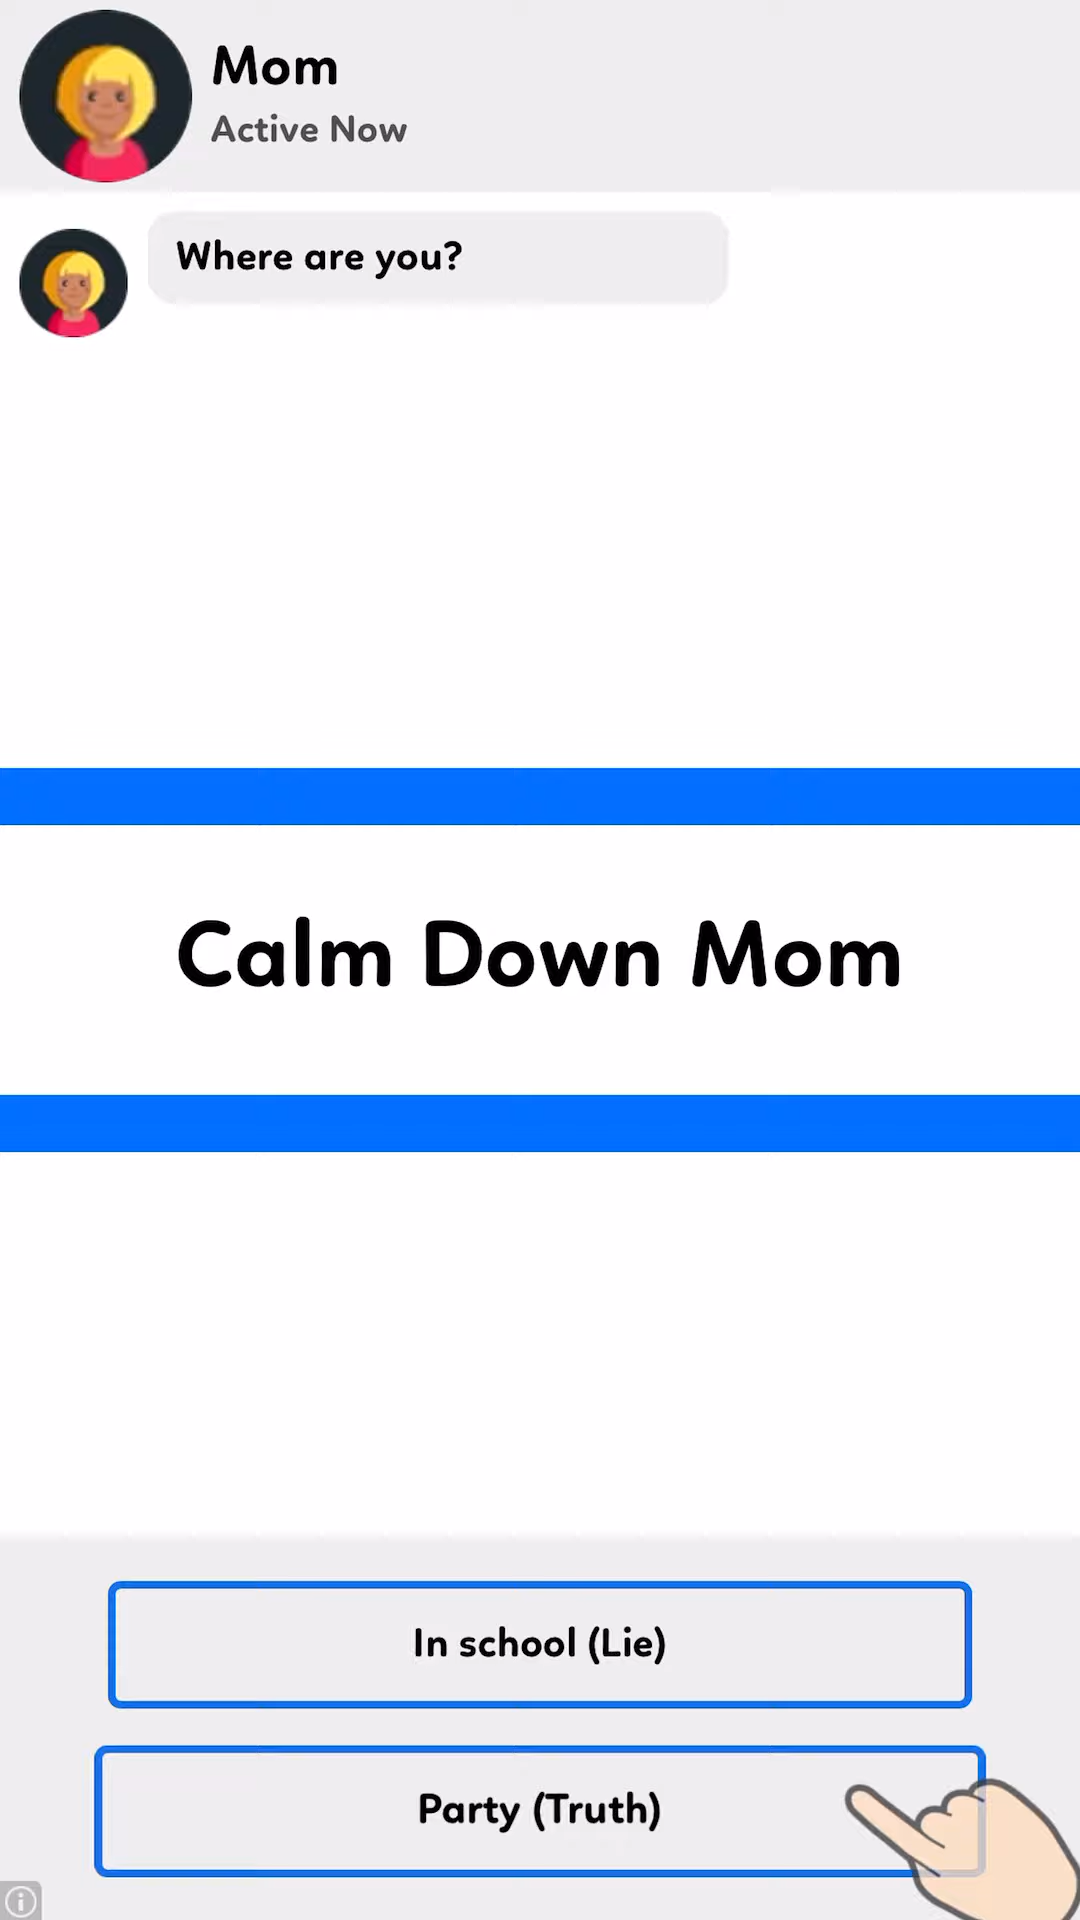 Mom
Active Now
Where are you?
Calm Down Mom
In school (Lie)
Party (Truth)